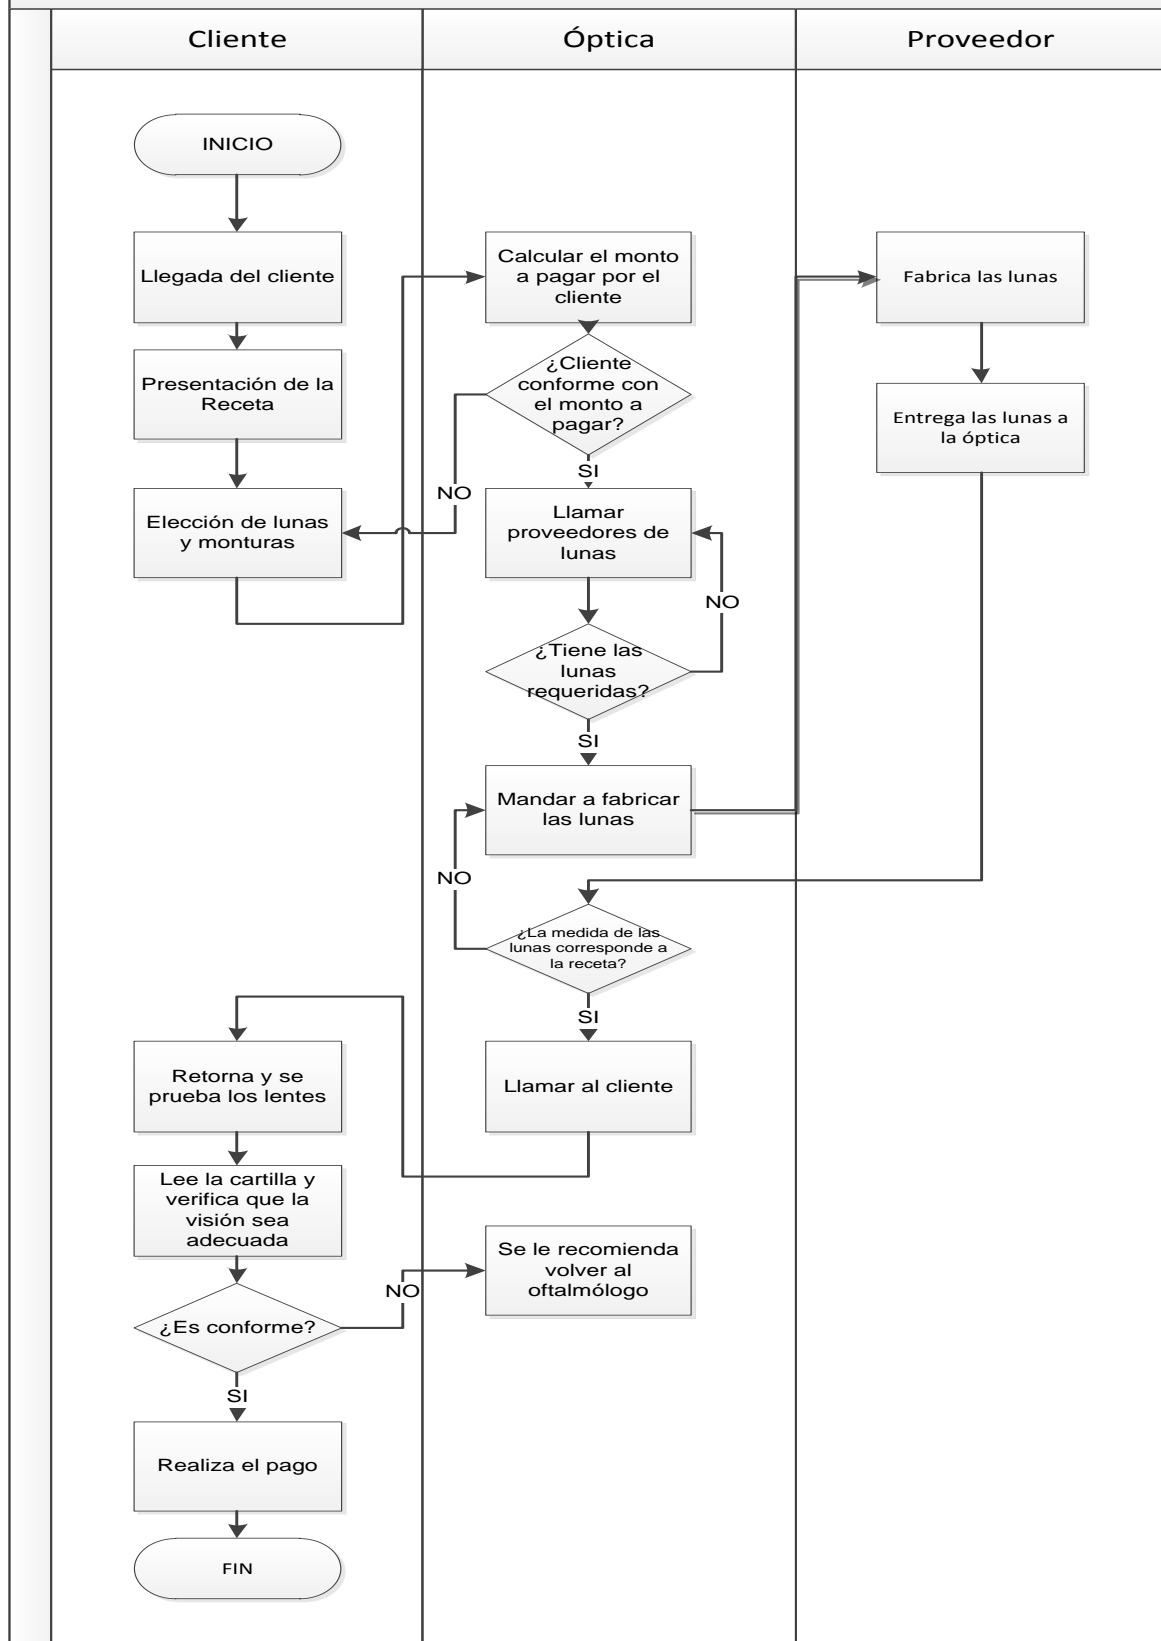 Cliente
Óptica
Proveedor
INICIO
Llegada del cliente
Presentación de la
Receta
Elección de lunas
y monturas
Calcular el monto
a pagar por el
cliente
¿Cliente
conforme con
el monto a
pagar?
NO
SI
Llamar
proveedores de
lunas
NO
¿Tiene las
lunas
requeridas?
SI
Mandar a fabricar
las lunas
Fabrica las lunas
Entrega las lunas a
la óptica
NO
¿La medida de las
lunas corresponde a
la receta?
SI
Llamar al cliente
Retorna y se
prueba los lentes
Lee la cartilla y
verifica que la
visión sea
adecuada
¿Es conforme?
NO
Se le recomienda
volver al
oftalmólogo
SI
Realiza el pago
FIN